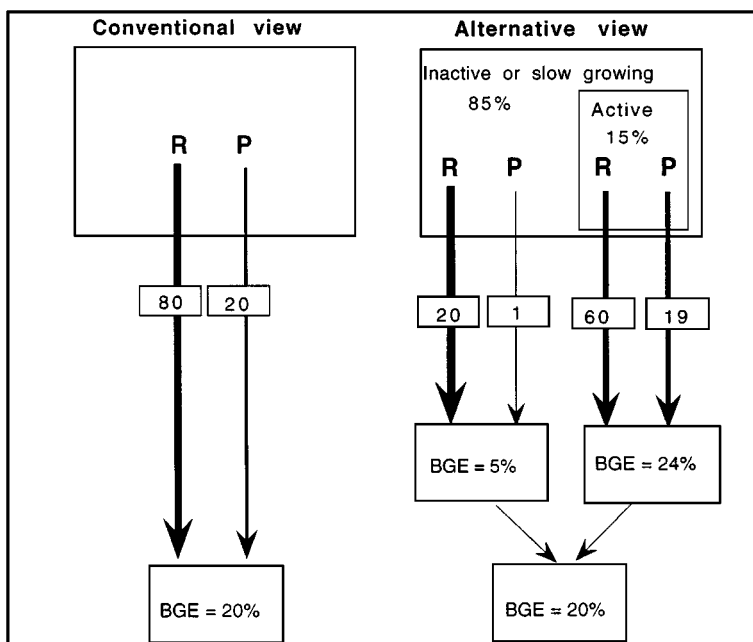 Conventional view
R P
80 20
BGE = 20%
Alternative view
Inactive or slow growing
85%
Active
15%
R P R P
20 1 60 19
BGE = 5% BGE = 24%
BGE = 20%